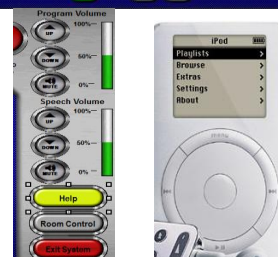 Program Volume
UP
100%
DOWN
50%
MUTE
0%
Speech Volume
UP
100%
DOWN
50%
MUTE
0%
Help
Room Control
Exit System
iPod
Playlists >
Browse >
Extras >
Settings >
About >
MENU